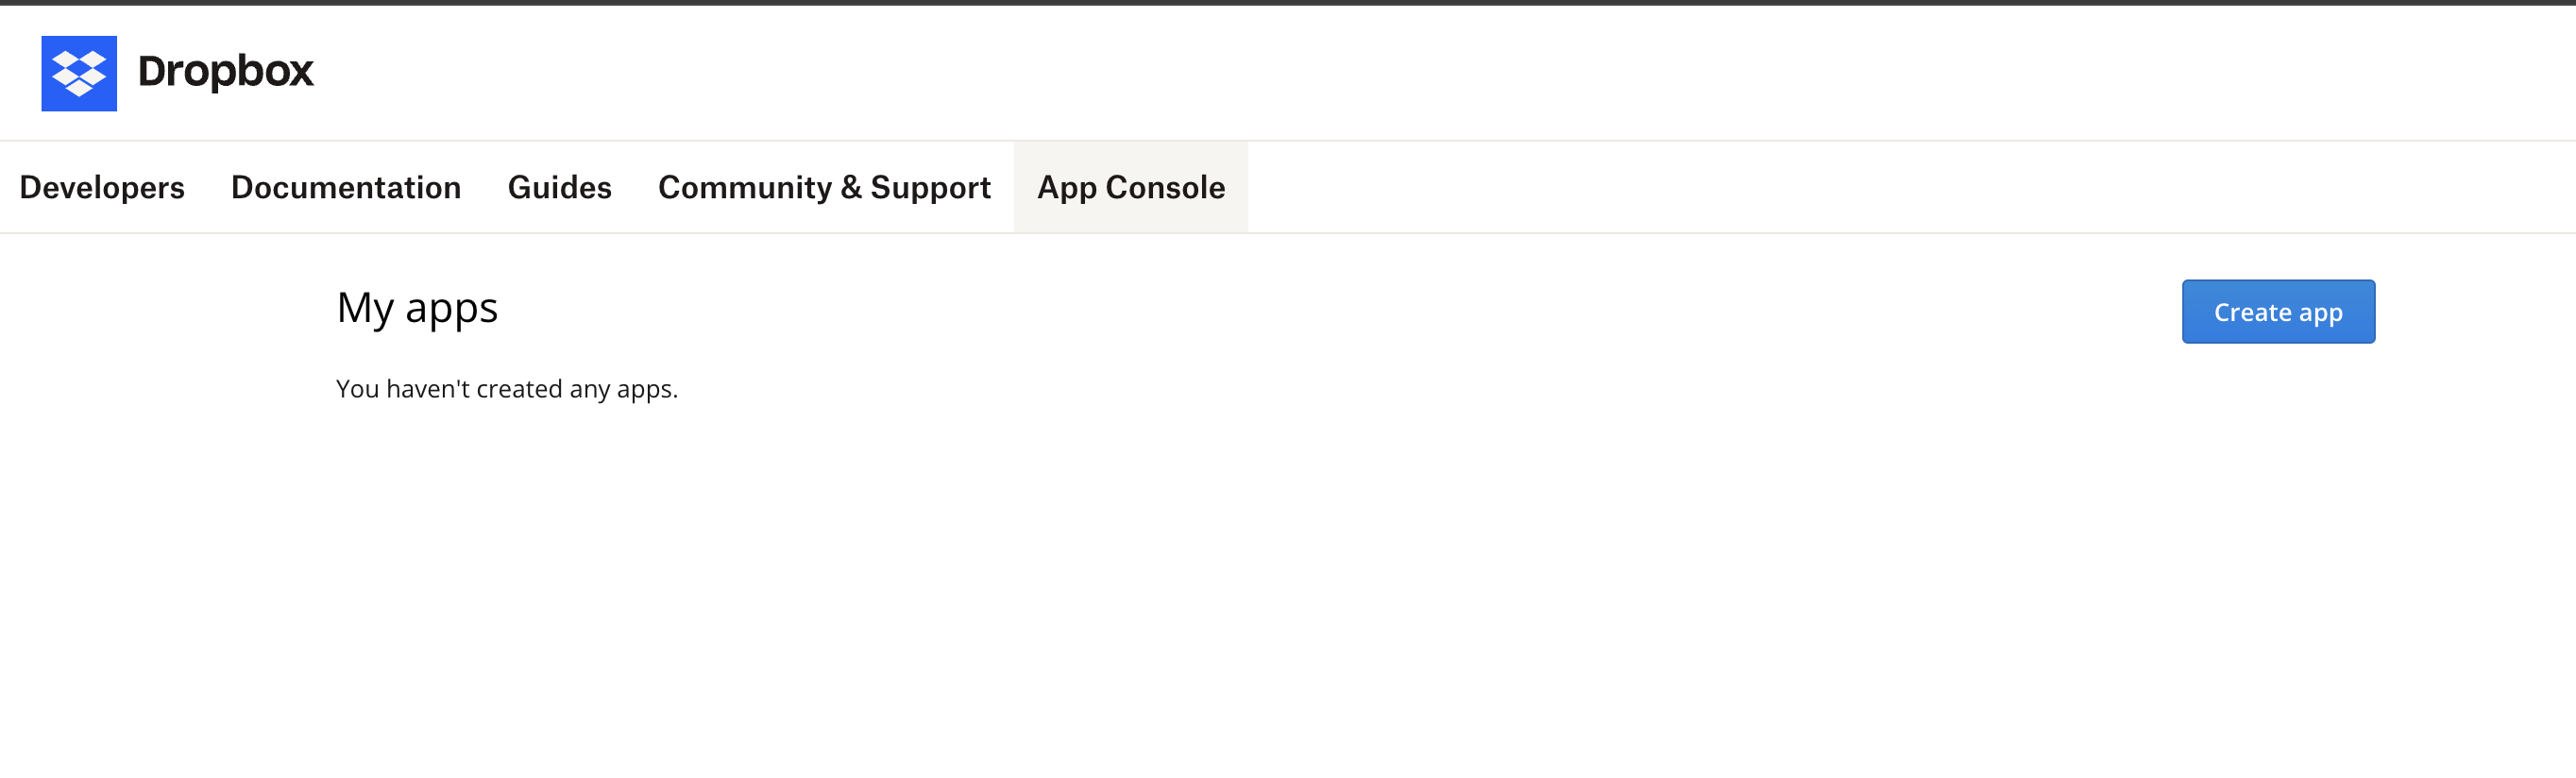 Dropbox
Developers Documentation Guides Community & Support App Console
My apps
Create app
You haven't created any apps.